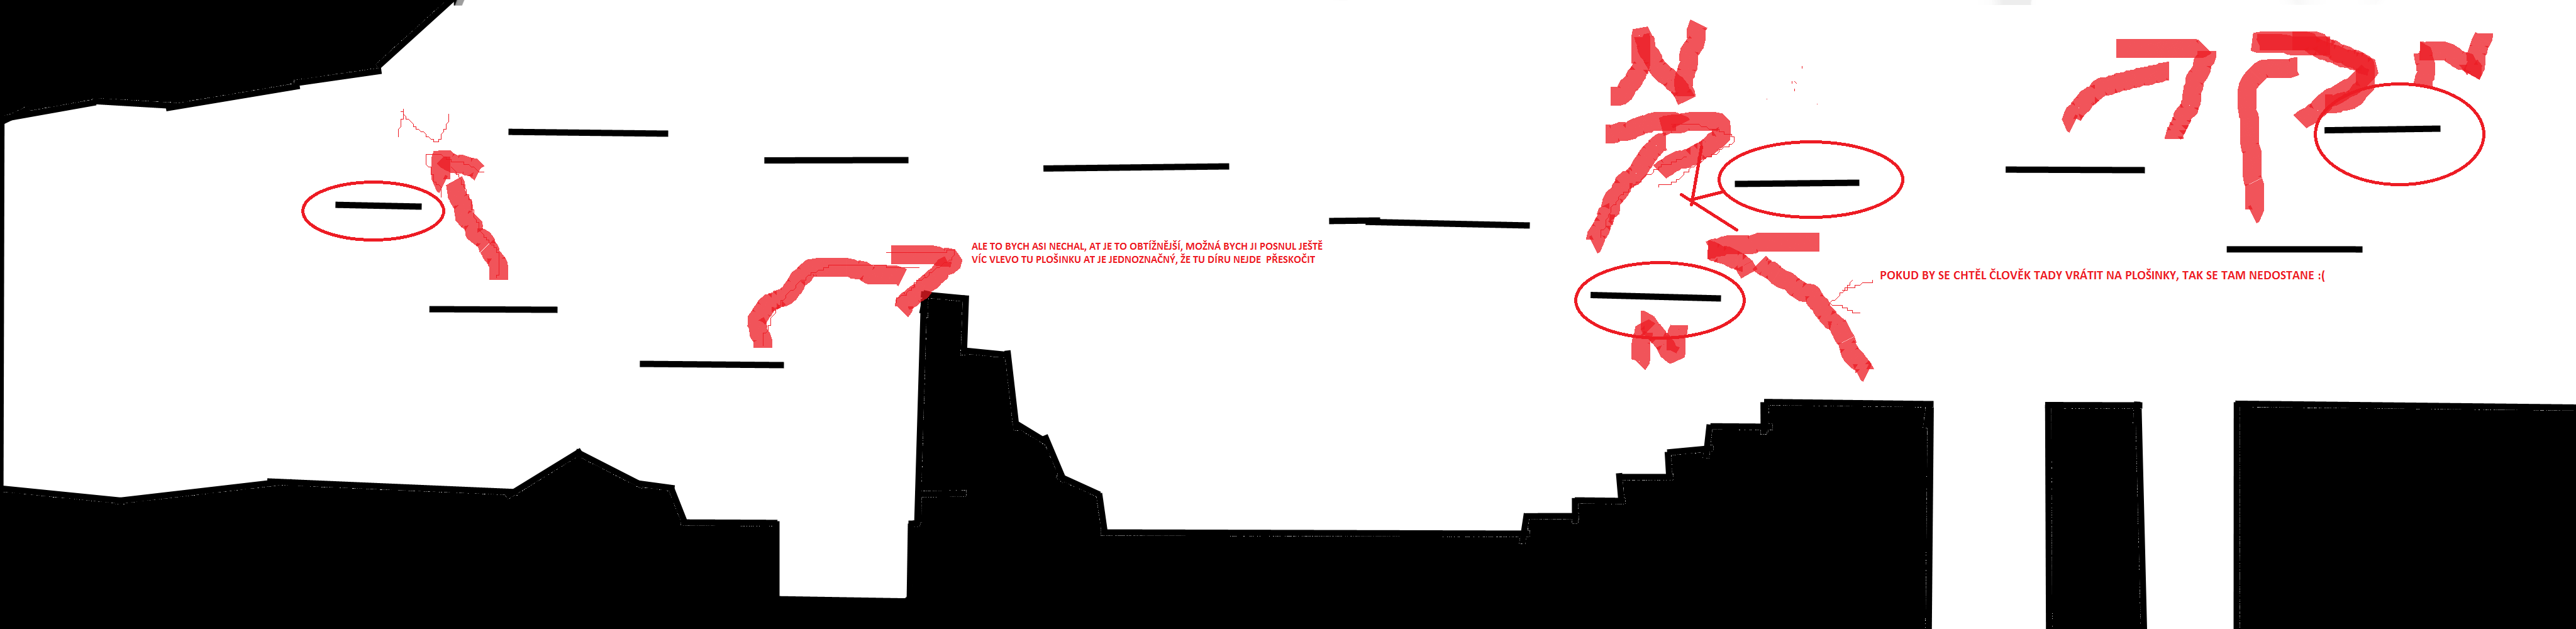 ALE TO BYCH ASI NECHAL, AT JE TO OBTÍŽNĚJŠÍ, MOŽNÁ BYCH JI POSNUL JEŠTĚ
VÍC VLEVO TU PLOŠINKU AT JE JEDNOZNAČNÝ, ŽE TU DÍRU NEJDE PŘESKOČIT
POKUD BY SE CHTĚL ČLOVĚK TADY VRÁTIT NA PLOŠINKY, TAK SE TAM NEDOSTANE :(